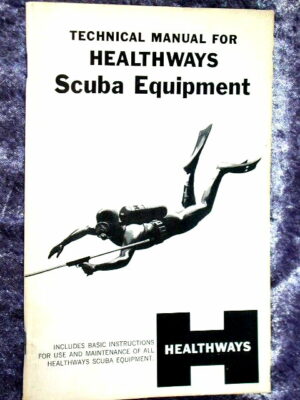 TECHNICAL MANUAL FOR
HEALTHWAYS
Scuba Equipment
INCLUDES BASIC INSTRUCTIONS
FOR USE AND MAINTENANCE OF ALL
HEALTHWAYS SCUBA EQUIPMENT.
HEALTHWAYS